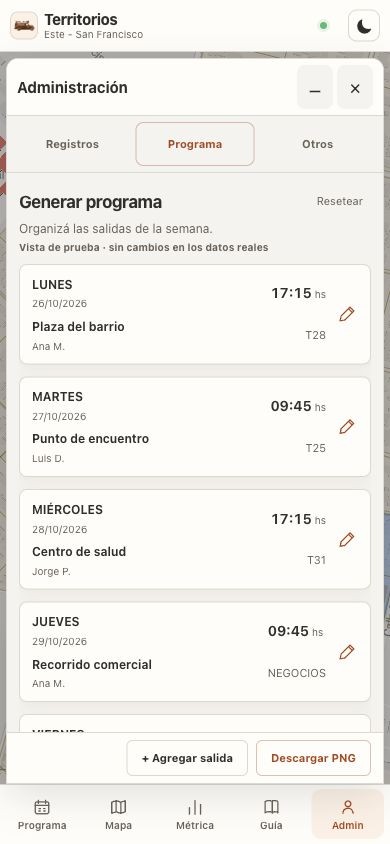 Territorios
Este - San Francisco
Administración
Registros
Programa
Otros
Generar programa
Resetear
Organizá las salidas de la semana.
Vista de prueba · sin cambios en los datos reales
LUNES
17:15 hs
26/10/2026
Plaza del barrio
T28
Ana M.
MARTES
09:45 hs
27/10/2026
Punto de encuentro
T25
Luis D.
MIÉRCOLES
17:15 hs
28/10/2026
Centro de salud
T31
Jorge P.
JUEVES
09:45 hs
29/10/2026
Recorrido comercial
NEGOCIOS
Ana M.
VIERNES
+ Agregar salida
Descargar PNG
Programa
Mapa
Métrica
Guía
Admin